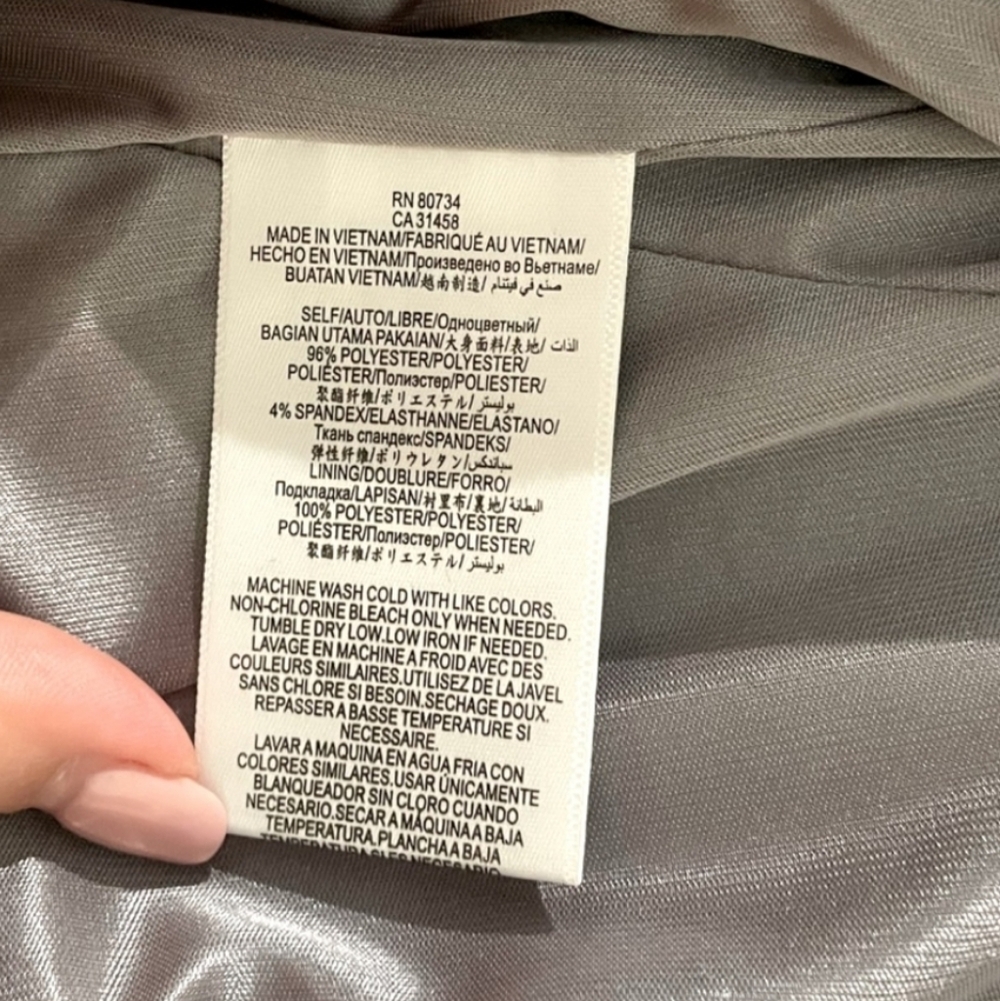 RN 80734
CA 31458
MADE IN VIETNAM/FABRIQUÉ AU VIETNAM/
HECHO EN VIETNAM/Произведено во Вьетнаме/
BUATAN VIETNAM/越南制造/ صنع في فيتنام
SELF/AUTO/LIBRE/Одноцветный/
BAGIAN UTAMA PAKAIAN/大身面料/表地/ الذات
96% POLYESTER/POLYESTER/
POLIÉSTER/Полиэстер/POLIESTER/
聚酯纤维/ポリエステル/ بوليستر
4% SPANDEX/ELASTHANNE/ELASTANO/
Ткань спандекс/SPANDEKS/
弹性纤维/ポリウレタン/سباندكس
LINING/DOUBLURE/FORRO/
Подкладка/LAPISAN/衬里布/裏地/ البطانة
100% POLYESTER/POLYESTER/
POLIÉSTER/Полиэстер/POLIESTER/
聚酯纤维/ポリエステル/ بوليستر
MACHINE WASH COLD WITH LIKE COLORS.
NON-CHLORINE BLEACH ONLY WHEN NEEDED.
TUMBLE DRY LOW.LOW IRON IF NEEDED.
LAVAGE EN MACHINE A FROID AVEC DES
COULEURS SIMILAIRES.UTILISEZ DE LA JAVEL
SANS CHLORE SI BESOIN.SECHAGE DOUX.
REPASSER A BASSE TEMPERATURE SI
NECESSAIRE.
LAVAR A MAQUINA EN AGUA FRIA CON
COLORES SIMILARES.USAR ÚNICAMENTE
BLANQUEADOR SIN CLORO CUANDO
NECESARIO.SECAR A MÁQUINA A BAJA
TEMPERATURA.PLANCHA A BAJA
TEMPERATURA SI ES NECESARIO